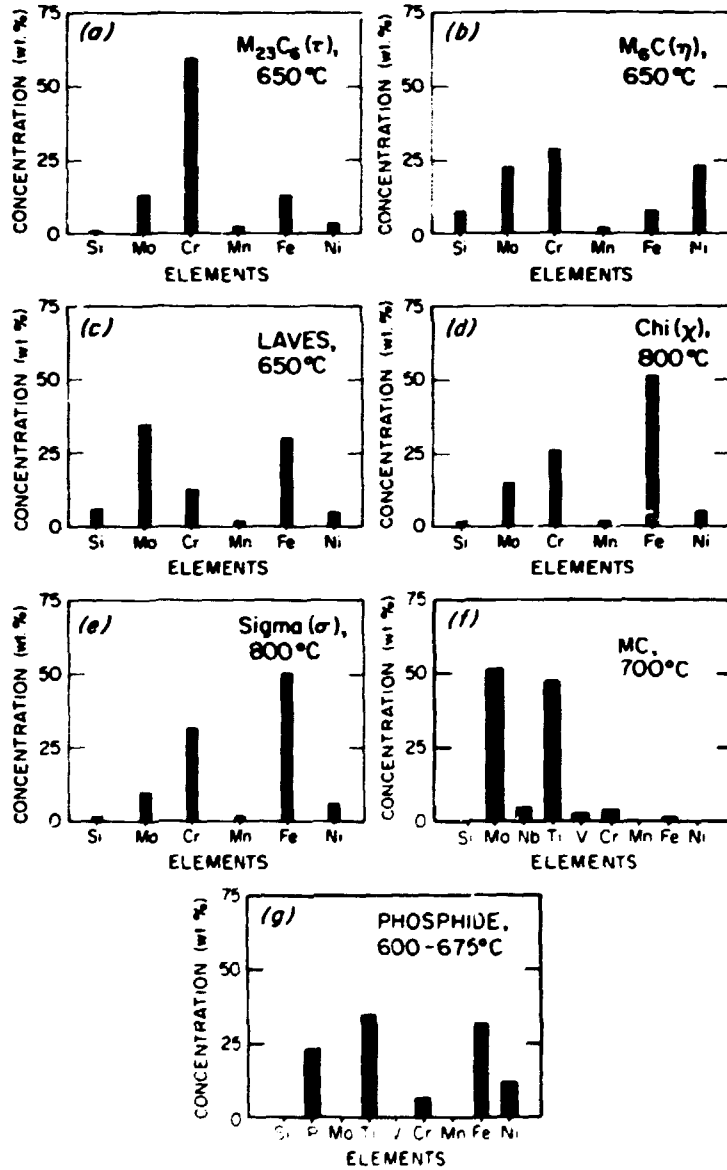 (a) M23C6(τ),
650°C
CONCENTRATION (wt. %)
75
50
25
0
Si Mo Cr Mn Fe Ni
ELEMENTS
(b) M6C(η),
650°C
CONCENTRATION (wt. %)
75
50
25
0
Si Mo Cr Mn Fe Ni
ELEMENTS
(c) LAVES,
650°C
CONCENTRATION (wt %)
75
50
25
0
Si Mo Cr Mn Fe Ni
ELEMENTS
(d) Chi(χ),
800°C
CONCENTRATION (wt %)
75
50
25
0
Si Mo Cr Mn Fe Ni
ELEMENTS
(e) Sigma(σ),
800°C
CONCENTRATION (wt %)
75
50
25
0
Si Mo Cr Mn Fe Ni
ELEMENTS
(f) MC,
700°C
CONCENTRATION (wt %)
75
50
25
0
Si Mo Nb Ti V Cr Mn Fe Ni
ELEMENTS
(g) PHOSPHIDE,
600-675°C
CONCENTRATION (wt %)
75
50
25
0
Si P Mo Ti V Cr Mn Fe Ni
ELEMENTS